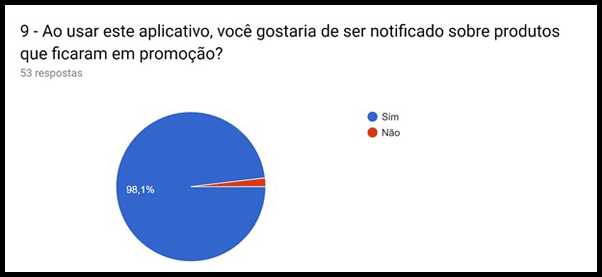 9 - Ao usar este aplicativo, você gostaria de ser notificado sobre produtos
que ficaram em promoção?
53 respostas
Sim
Não
98,1%